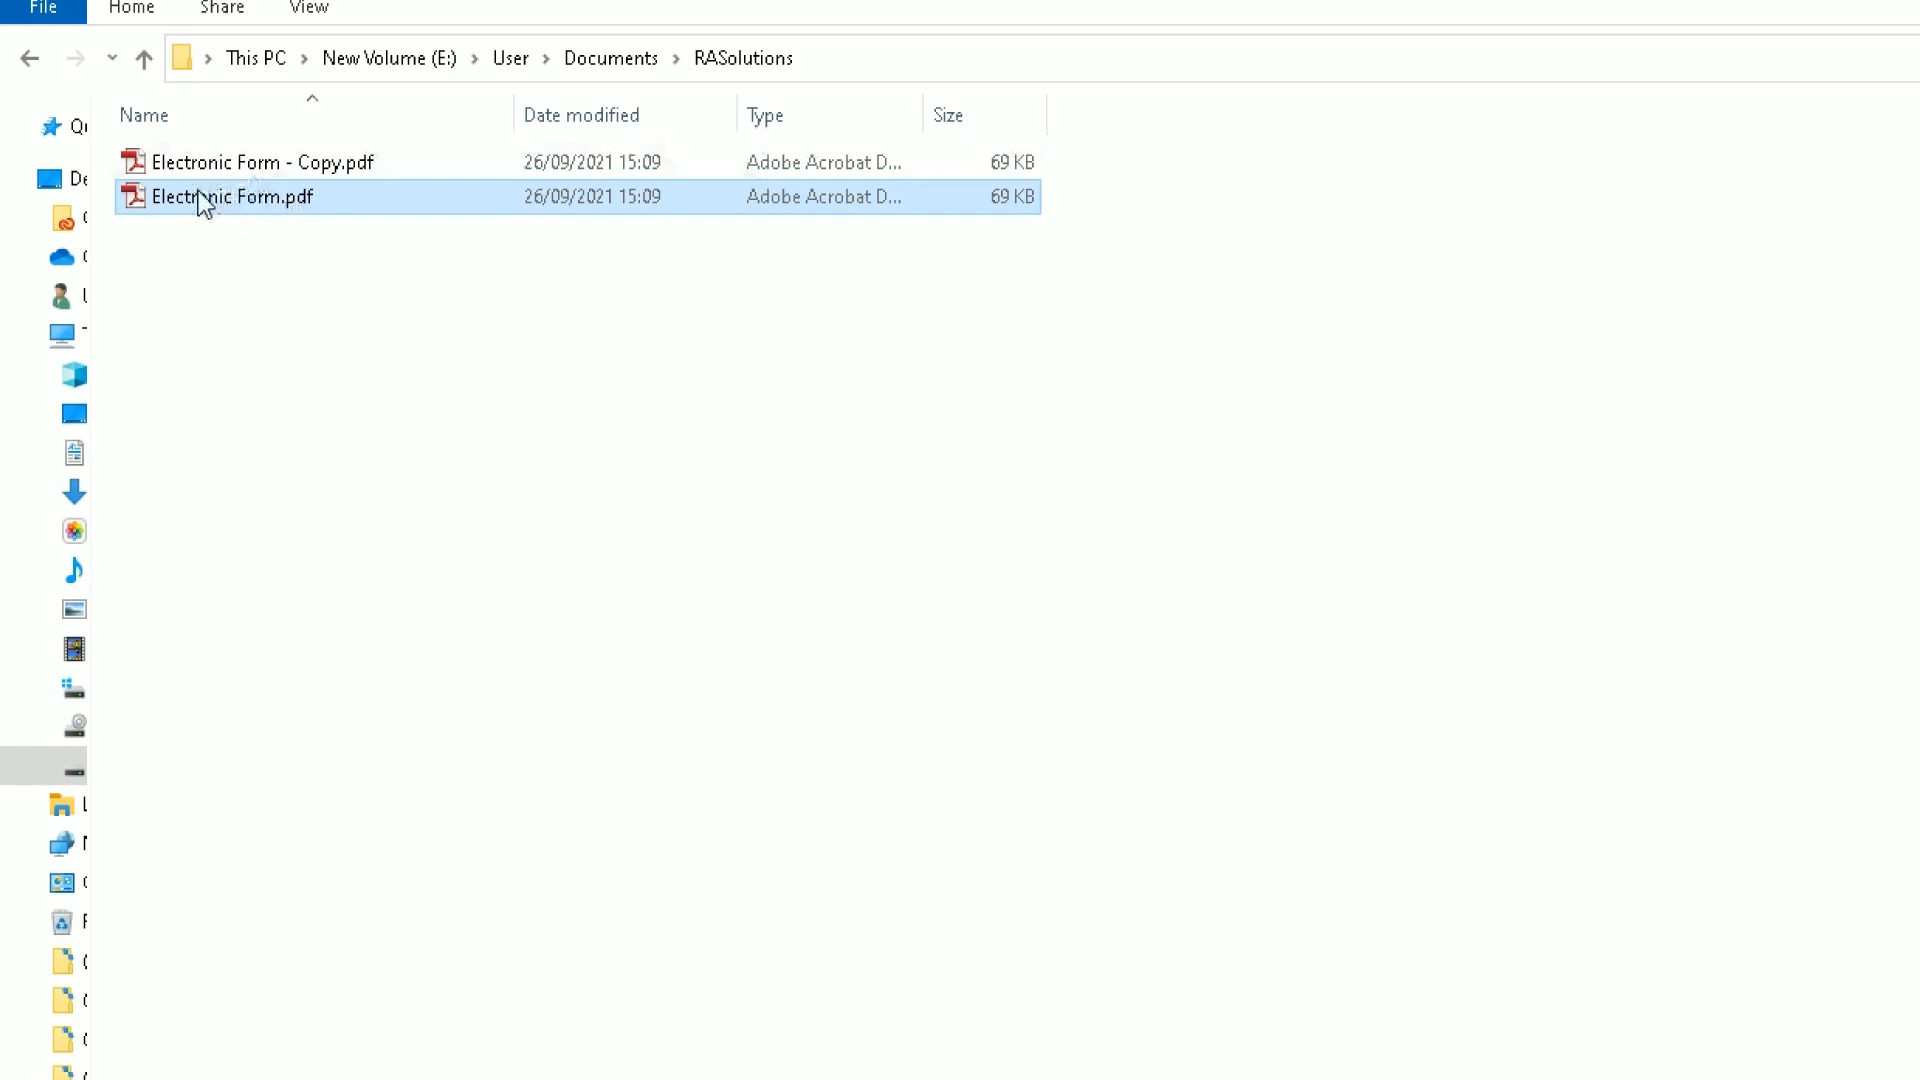 File Home Share View
This PC > New Volume (E:) > User > Documents > RASolutions
Name Date modified Type Size
Electronic Form - Copy.pdf 26/09/2021 15:09 Adobe Acrobat D... 69 KB
Electronic Form.pdf 26/09/2021 15:09 Adobe Acrobat D... 69 KB